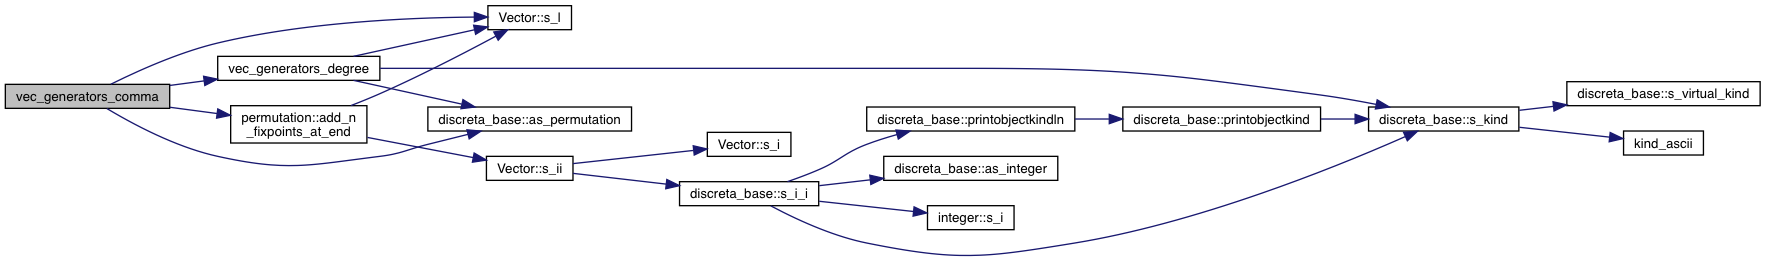 vec_generators_comma
Vector::s_l
vec_generators_degree
permutation::add_n
_fixpoints_at_end
discreta_base::as_permutation
Vector::s_ii
Vector::s_i
discreta_base::s_i_i
discreta_base::printobjectkindln
discreta_base::as_integer
integer::s_i
discreta_base::printobjectkind
discreta_base::s_kind
discreta_base::s_virtual_kind
kind_ascii